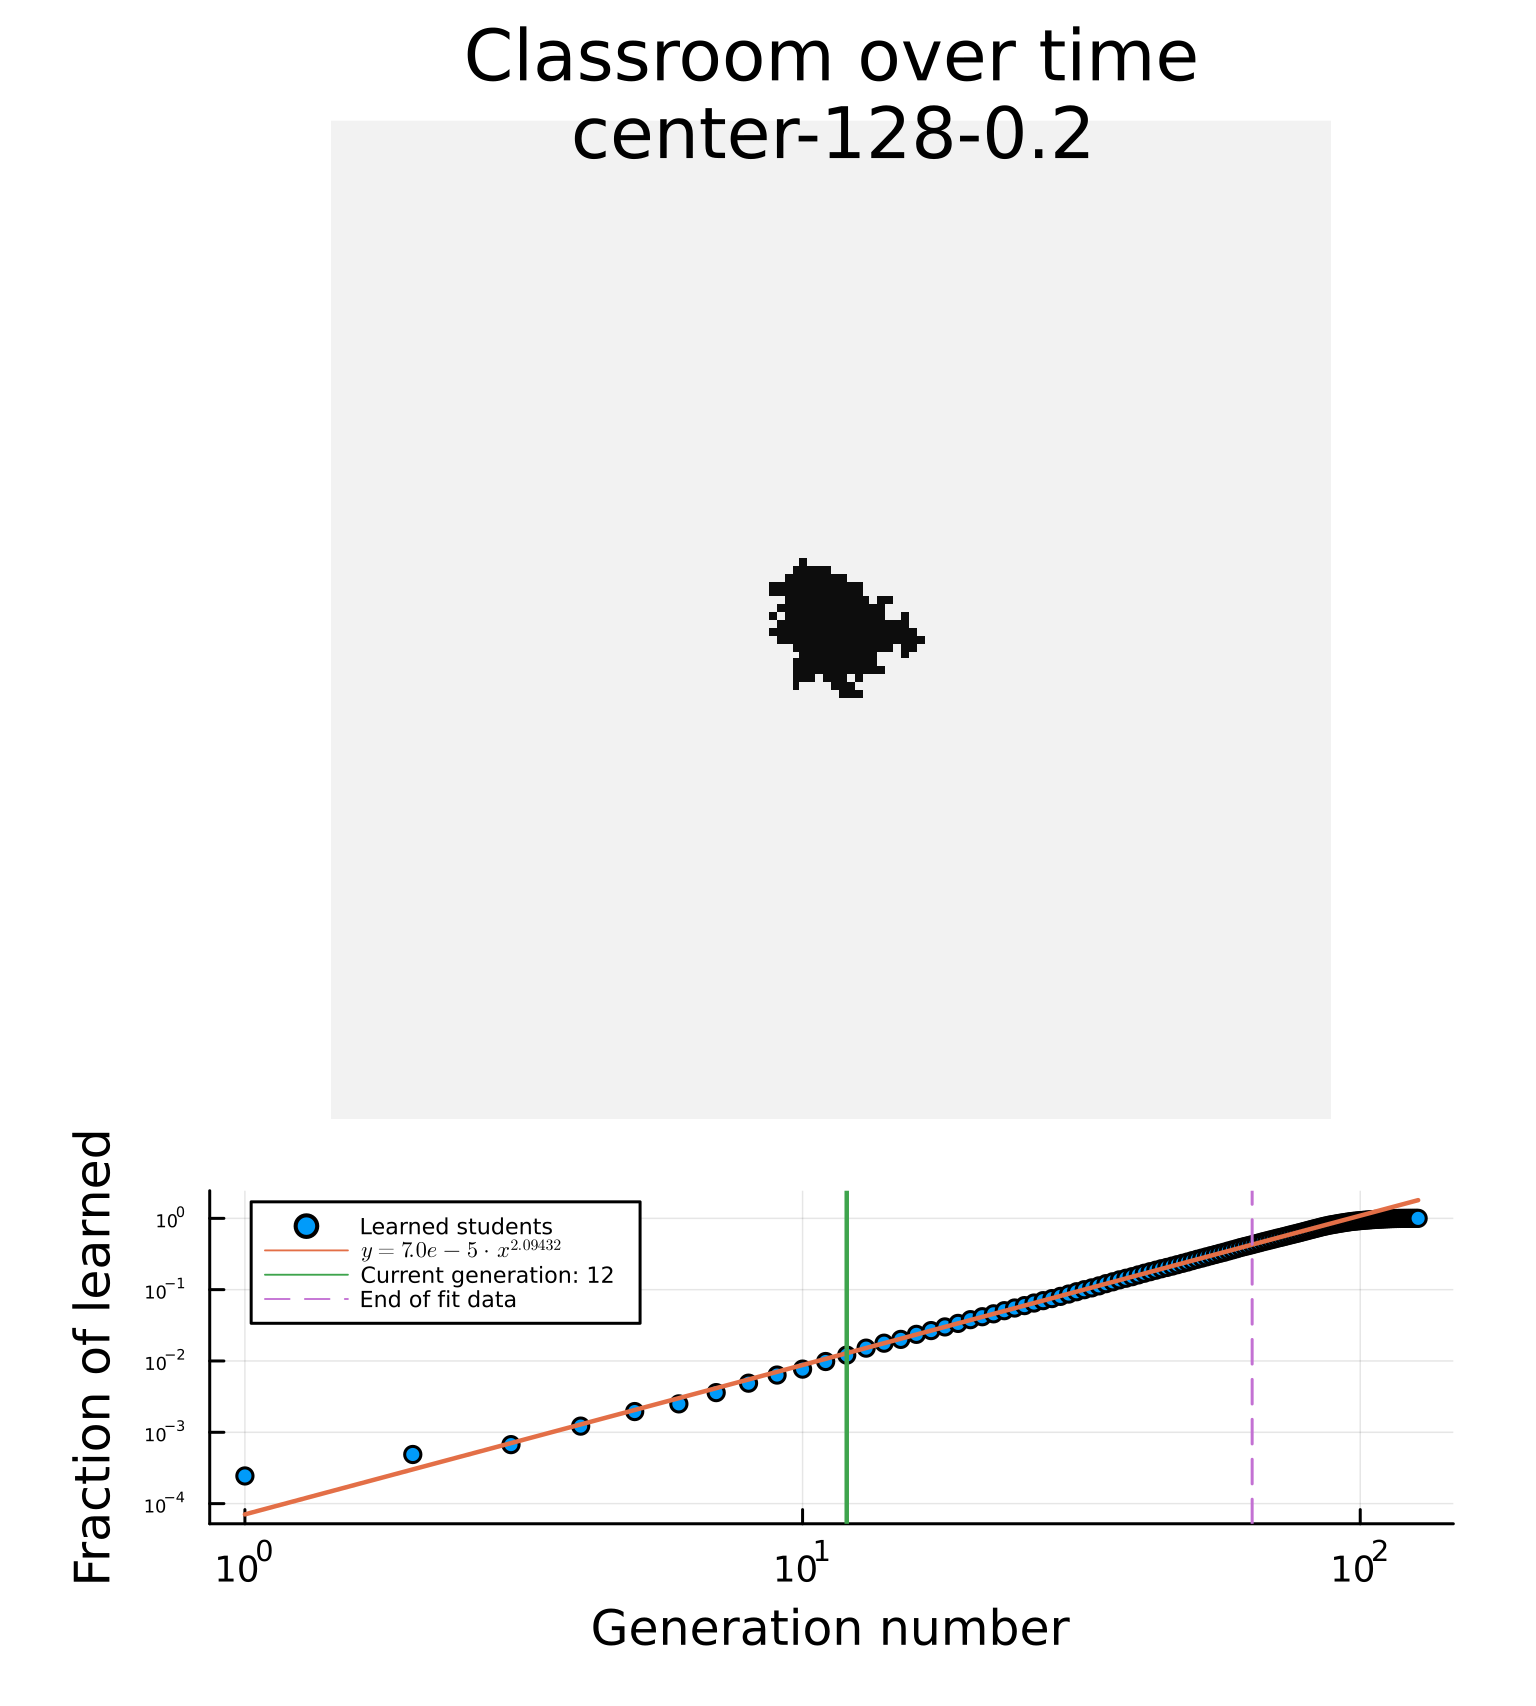 Classroom over time
center-128-0.2
Fraction of learned
10^0
10^-1
10^-2
10^-3
10^-4
Learned students
y = 7.0e − 5 · x^2.09432
Current generation: 12
End of fit data
10^0 10^1 10^2
Generation number